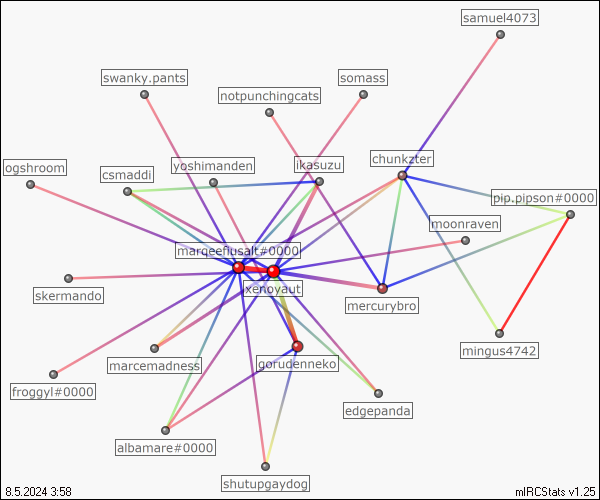 samuel4073
swanky.pants
somass
notpunchingcats
chunkzter
ikasuzu
yoshimanden
ogshroom
csmaddi
pip.pipson#0000
moonraven
marqeefusalt#0000
xenoyaut
skermando
mercurybro
mingus4742
marcemadness
gorudenneko
froggyl#0000
edgepanda
albamare#0000
shutupgaydog
8.5.2024 3:58
mIRCStats v1.25